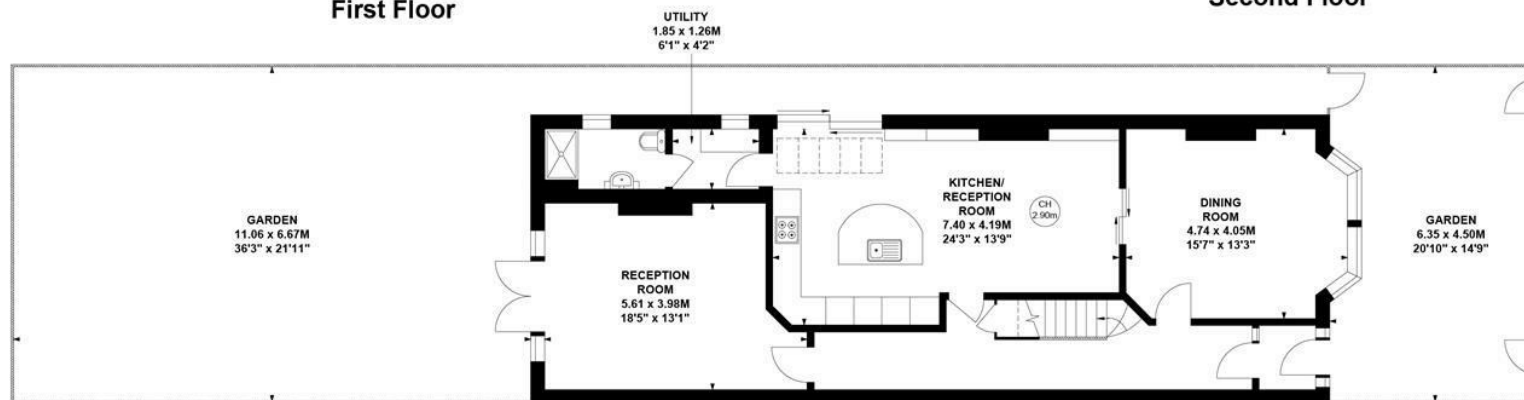 First Floor
Second Floor
UTILITY
1.85 x 1.26M
6'1" x 4'2"
GARDEN
11.06 x 6.67M
36'3" x 21'11"
RECEPTION
ROOM
5.61 x 3.98M
18'5" x 13'1"
KITCHEN/
RECEPTION
ROOM
7.40 x 4.19M
24'3" x 13'9"
CH
2.90m
DINING
ROOM
4.74 x 4.05M
15'7" x 13'3"
GARDEN
6.35 x 4.50M
20'10" x 14'9"